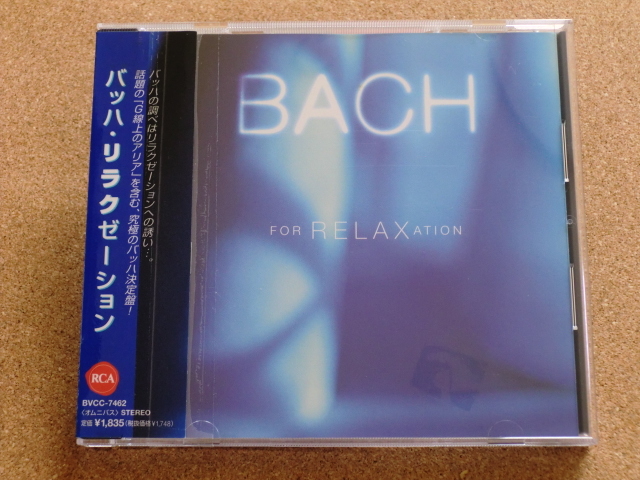 バッハの調べはリラクゼーションへの誘い…。
話題の「G線上のアリア」を含む、究極のバッハ決定盤!
バッハ・リラクゼーション
RCA
BVCC-7462
〈オムニバス〉STEREO
定価¥1,835(税抜価格¥1,748)
BACH
FOR RELAXATION